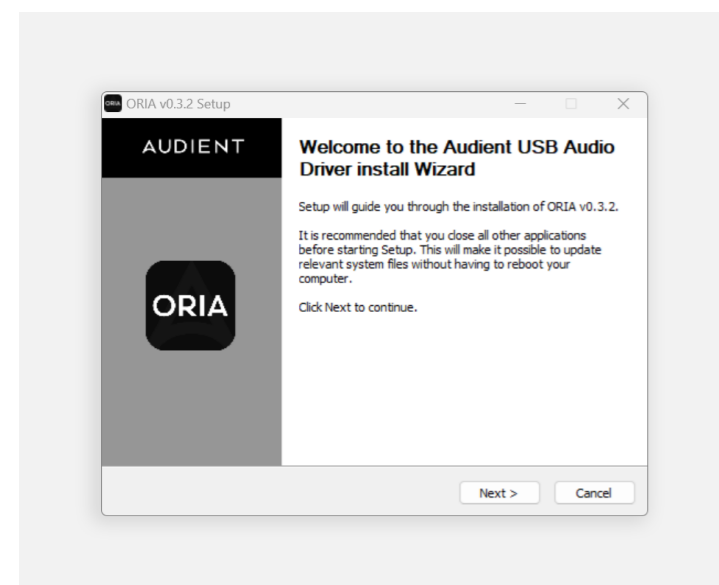 ORIA ORIA v0.3.2 Setup
AUDIENT
Welcome to the Audient USB Audio
Driver install Wizard
Setup will guide you through the installation of ORIA v0.3.2.
It is recommended that you close all other applications
before starting Setup. This will make it possible to update
relevant system files without having to reboot your
computer.
ORIA
Click Next to continue.
Next >
Cancel